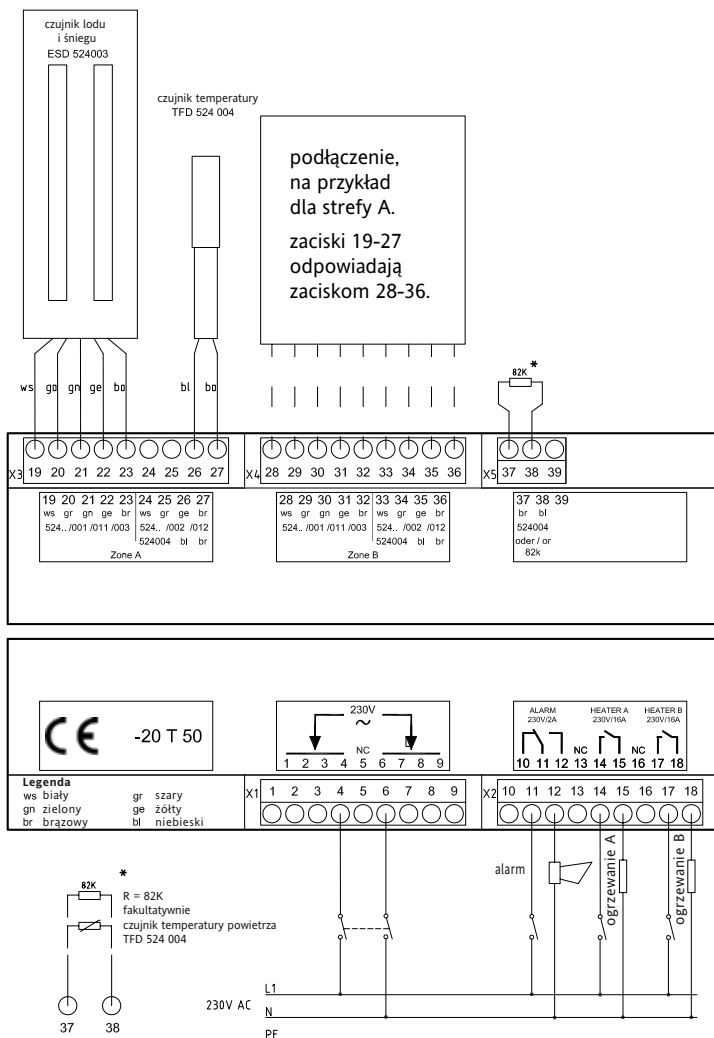 czujnik lodu
i śniegu
ESD 524003
czujnik temperatury
TFD 524 004
podłączenie,
na przykład
dla strefy A.
zaciski 19-27
odpowiadają
zaciskom 28-36.
82K *
ws go gn ge bo bl bo
X3 19 20 21 22 23 24 25 26 27
X4 28 29 30 31 32 33 34 35 36
X5 37 38 39
19 20 21 22 23 24 25 26 27
ws gr gn ge br ws gr ge br
524.. /001 /011 /003 524.. /002 /012
524004 bl br
Zone A
28 29 30 31 32 33 34 35 36
ws gr gn ge br ws gr ge br
524.. /001 /011 /003 524.. /002 /012
524004 bl br
Zone B
37 38 39
br bl
524004
oder / or
82k
CE -20 T 50
230V
~
NC
1 2 3 4 5 6 7 8 9
ALARM HEATER A HEATER B
230V/2A 230V/16A 230V/16A
NC NC
10 11 12 13 14 15 16 17 18
Legenda
ws biały gr szary
gn zielony ge żółty
br brązowy bl niebieski
X1 1 2 3 4 5 6 7 8 9
X2 10 11 12 13 14 15 16 17 18
alarm
ogrzewanie A
ogrzewanie B
*
82K R = 82K
fakultatywnie
czujnik temperatury powietrza
TFD 524 004
37 38
230V AC
L1
N
PE